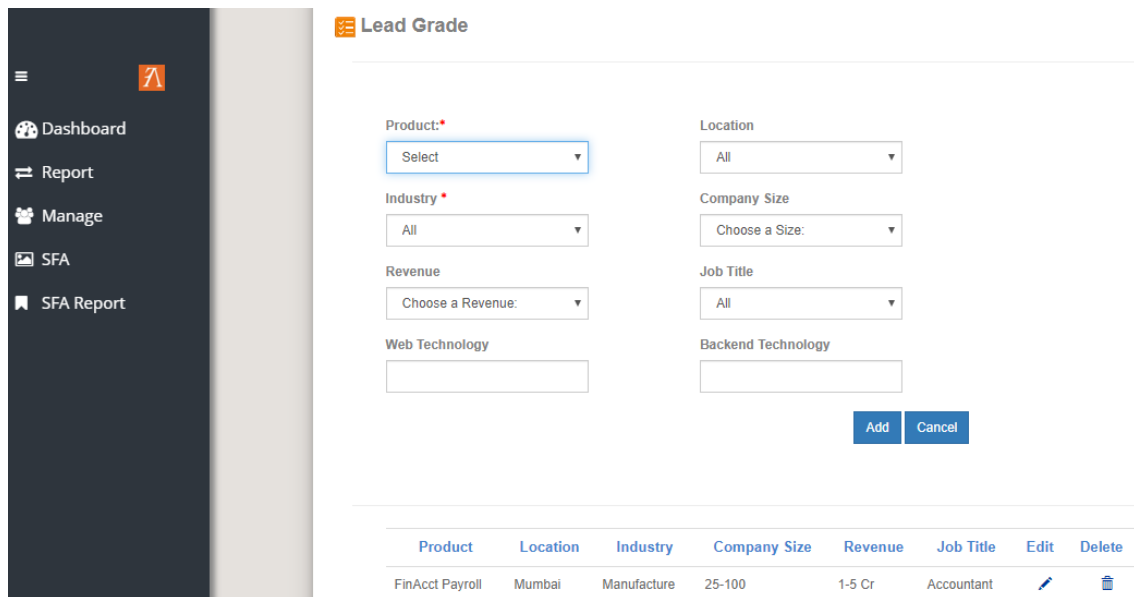 Lead Grade
Dashboard
Report
Manage
SFA
SFA Report
Product:* Location
Select All
Industry * Company Size
All Choose a Size:
Revenue Job Title
Choose a Revenue: All
Web Technology Backend Technology
Add Cancel
Product Location Industry Company Size Revenue Job Title Edit Delete
FinAcct Payroll Mumbai Manufacture 25-100 1-5 Cr Accountant